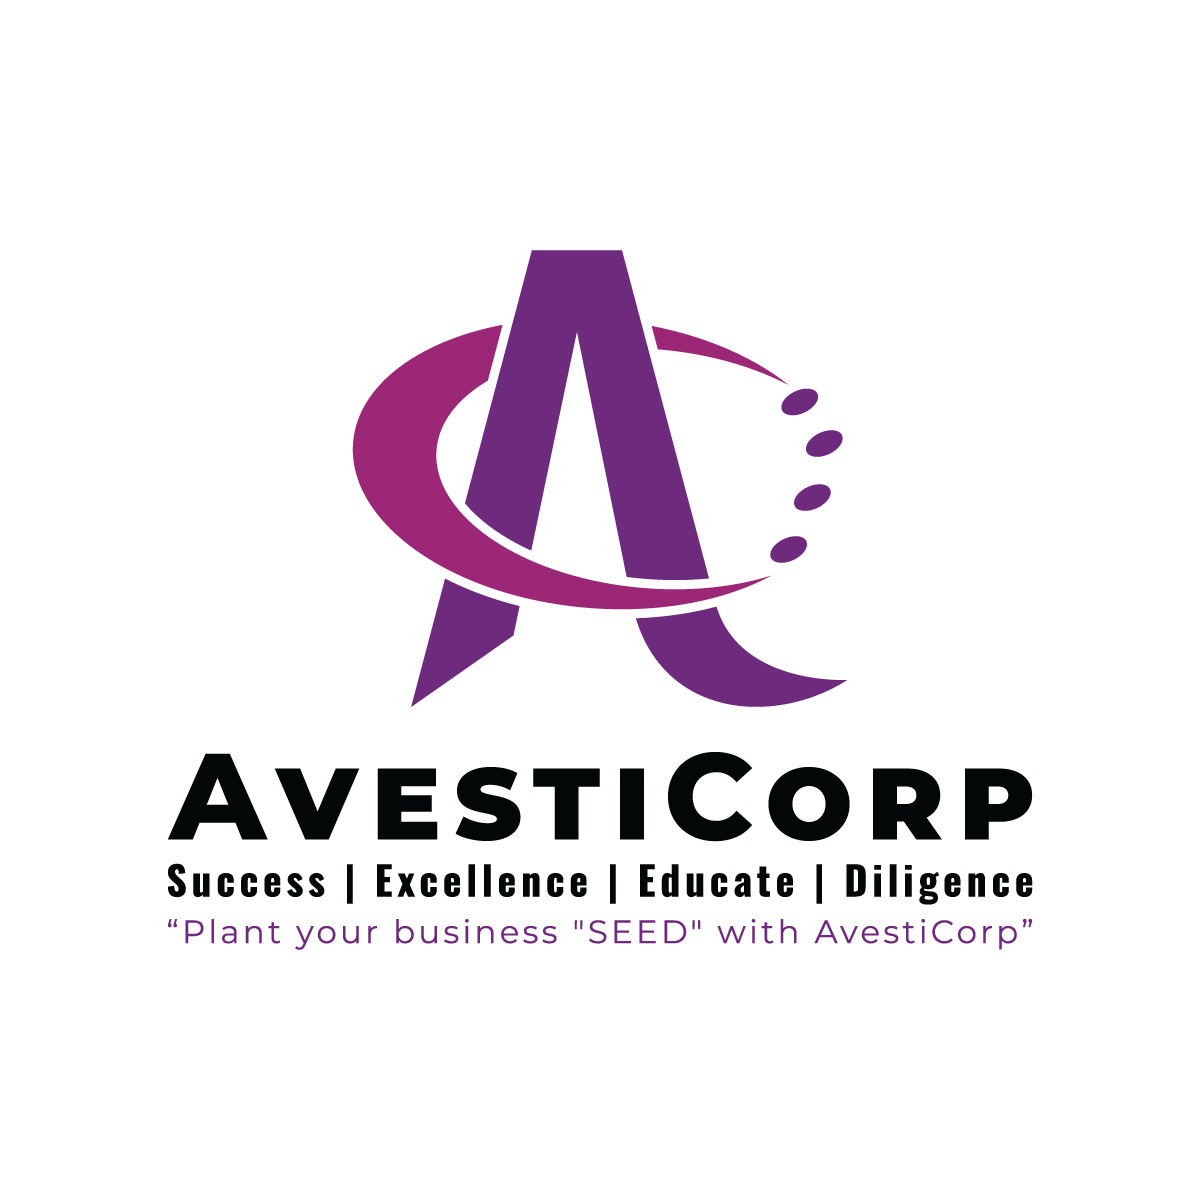 AVESTICORP
Success | Excellence | Educate | Diligence
“Plant your business "SEED" with AvestiCorp”